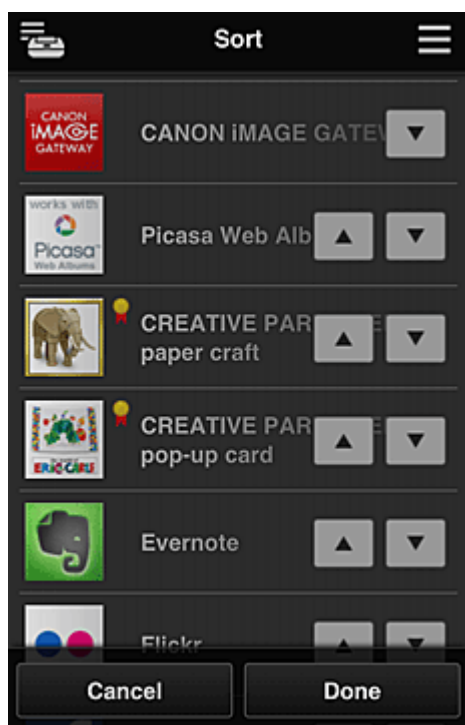 Sort
CANON
iMAGE
GATEWAY
CANON iMAGE GATEW
works with
Picasa
Web Albums
Picasa Web Alb
CREATIVE PAR E
paper craft
CREATIVE PAR E
pop-up card
ERIC CARLE
Evernote
Flickr
Cancel
Done